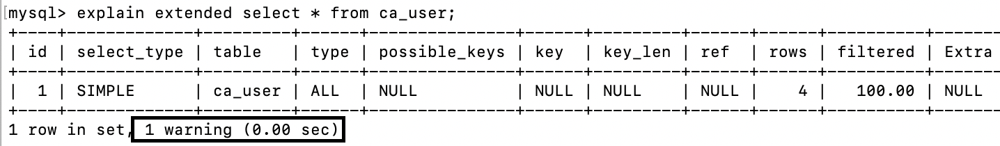 [mysql> explain extended select * from ca_user;
+----+-------------+---------+------+---------------+------+---------+------+------+----------+-------
| id | select_type | table   | type | possible_keys | key  | key_len | ref  | rows | filtered | Extra
+----+-------------+---------+------+---------------+------+---------+------+------+----------+-------
|  1 | SIMPLE      | ca_user | ALL  | NULL          | NULL | NULL    | NULL |    4 |   100.00 | NULL
+----+-------------+---------+------+---------------+------+---------+------+------+----------+-------
1 row in set, 1 warning (0.00 sec)